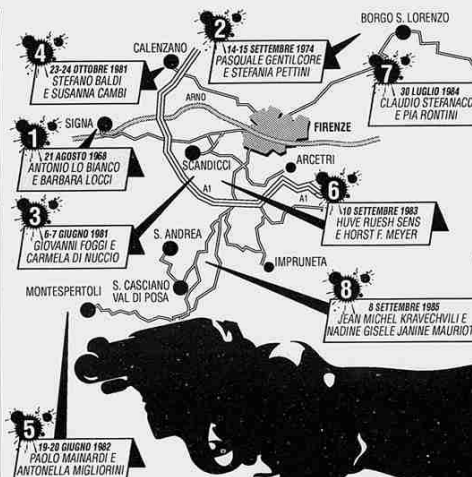 BORGO S. LORENZO
2
14-15 SETTEMBRE 1974
PASQUALE GENTILCORE
E STEFANIA PETTINI
4
CALENZANO
23-24 OTTOBRE 1981
STEFANO BALDI
E SUSANNA CAMBI
7
30 LUGLIO 1984
CLAUDIO STEFANACC
E PIA RONTINI
ARNO
SIGNA
FIRENZE
1
21 AGOSTO 1968
ANTONIO LO BIANCO
E BARBARA LOCCI
SCANDICCI
ARCETRI
A1
A1
6
10 SETTEMBRE 1983
HUVE RUESH SENS
E HORST F. MEYER
3
6-7 GIUGNO 1981
GIOVANNI FOGGI E
CARMELA DI NUCCIO
S. ANDREA
IMPRUNETA
S. CASCIANO
VAL DI POSA
MONTESPERTOLI
8
8 SETTEMBRE 1985
JEAN MICHEL KRAVECHVILI E
NADINE GISELE JANINE MAURIOT
5
19-20 GIUGNO 1982
PAOLO MAINARDI E
ANTONELLA MIGLIORINI